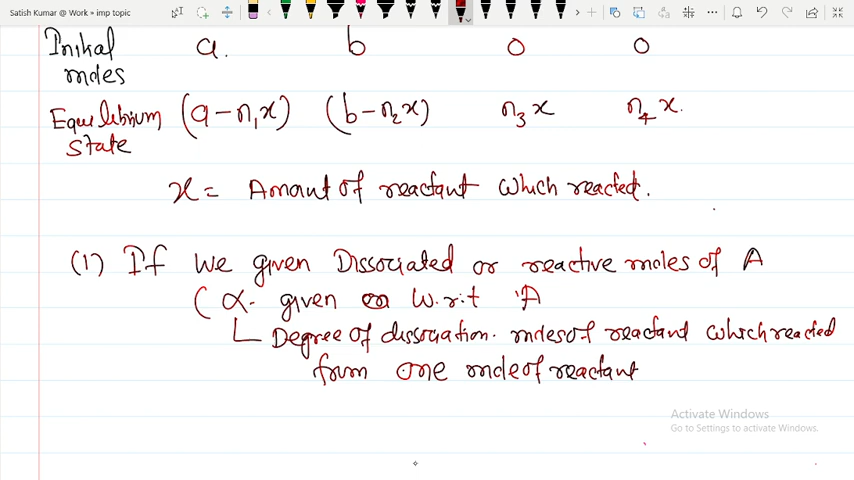 Satish Kumar @ Work » imp topic
Initial a. b 0 0
moles
Equilibrium (a-n₁x) (b-n₂x) n₃x n₄x.
state
x = Amount of reactant which reacted.
(1) If we given Dissociated or reactive moles of A
( α- given or w.r.t 'A
Degree of dissociation. moles of reactant which reacted
from one mole of reactant
Activate Windows
Go to Settings to activate Windows.